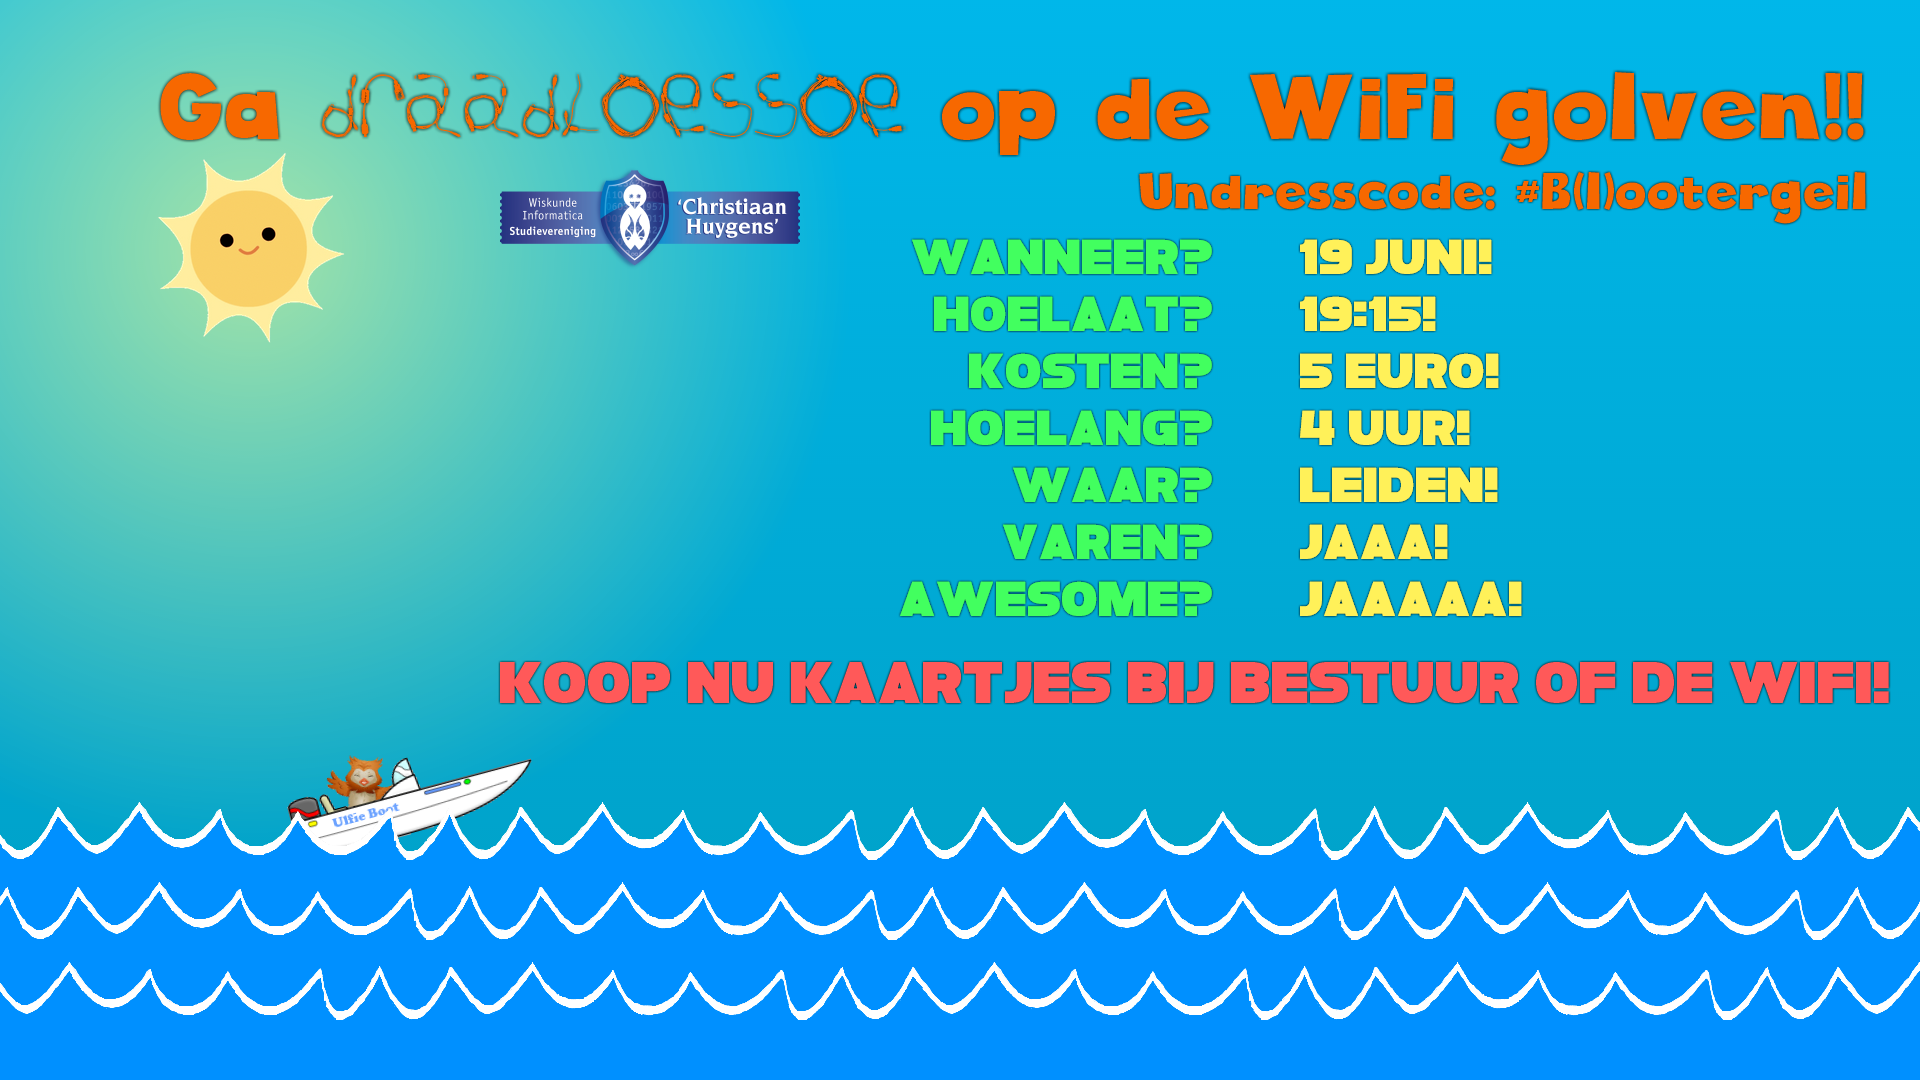 Ga draadloessoe op de WiFi golven!!
Undresscode: #B(l)ootergeil
Wiskunde
Informatica
Studievereniging
'Christiaan
Huygens'
WANNEER? 19 JUNI!
HOELAAT? 19:15!
KOSTEN? 5 EURO!
HOELANG? 4 UUR!
WAAR? LEIDEN!
VAREN? JAAA!
AWESOME? JAAAAA!
KOOP NU KAARTJES BIJ BESTUUR OF DE WIFI!
Ulfie Boot